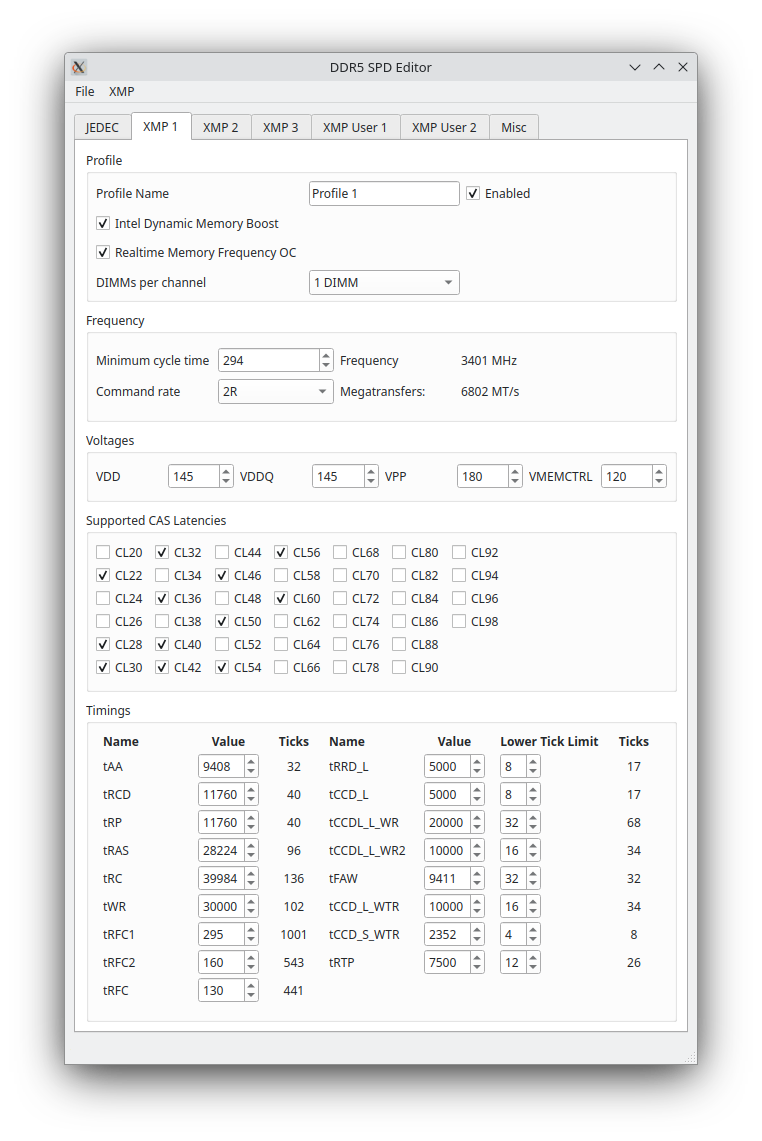 DDR5 SPD Editor
File XMP
JEDEC XMP 1 XMP 2 XMP 3 XMP User 1 XMP User 2 Misc
Profile
Profile Name Profile 1 Enabled
Intel Dynamic Memory Boost
Realtime Memory Frequency OC
DIMMs per channel 1 DIMM
Frequency
Minimum cycle time 294 Frequency 3401 MHz
Command rate 2R Megatransfers: 6802 MT/s
Voltages
VDD 145 VDDQ 145 VPP 180 VMEMCTRL 120
Supported CAS Latencies
CL20 CL32 CL44 CL56 CL68 CL80 CL92
CL22 CL34 CL46 CL58 CL70 CL82 CL94
CL24 CL36 CL48 CL60 CL72 CL84 CL96
CL26 CL38 CL50 CL62 CL74 CL86 CL98
CL28 CL40 CL52 CL64 CL76 CL88
CL30 CL42 CL54 CL66 CL78 CL90
Timings
Name Value Ticks Name Value Lower Tick Limit Ticks
tAA 9408 32 tRRD_L 5000 8 17
tRCD 11760 40 tCCD_L 5000 8 17
tRP 11760 40 tCCDL_L_WR 20000 32 68
tRAS 28224 96 tCCDL_L_WR2 10000 16 34
tRC 39984 136 tFAW 9411 32 32
tWR 30000 102 tCCD_L_WTR 10000 16 34
tRFC1 295 1001 tCCD_S_WTR 2352 4 8
tRFC2 160 543 tRTP 7500 12 26
tRFC 130 441